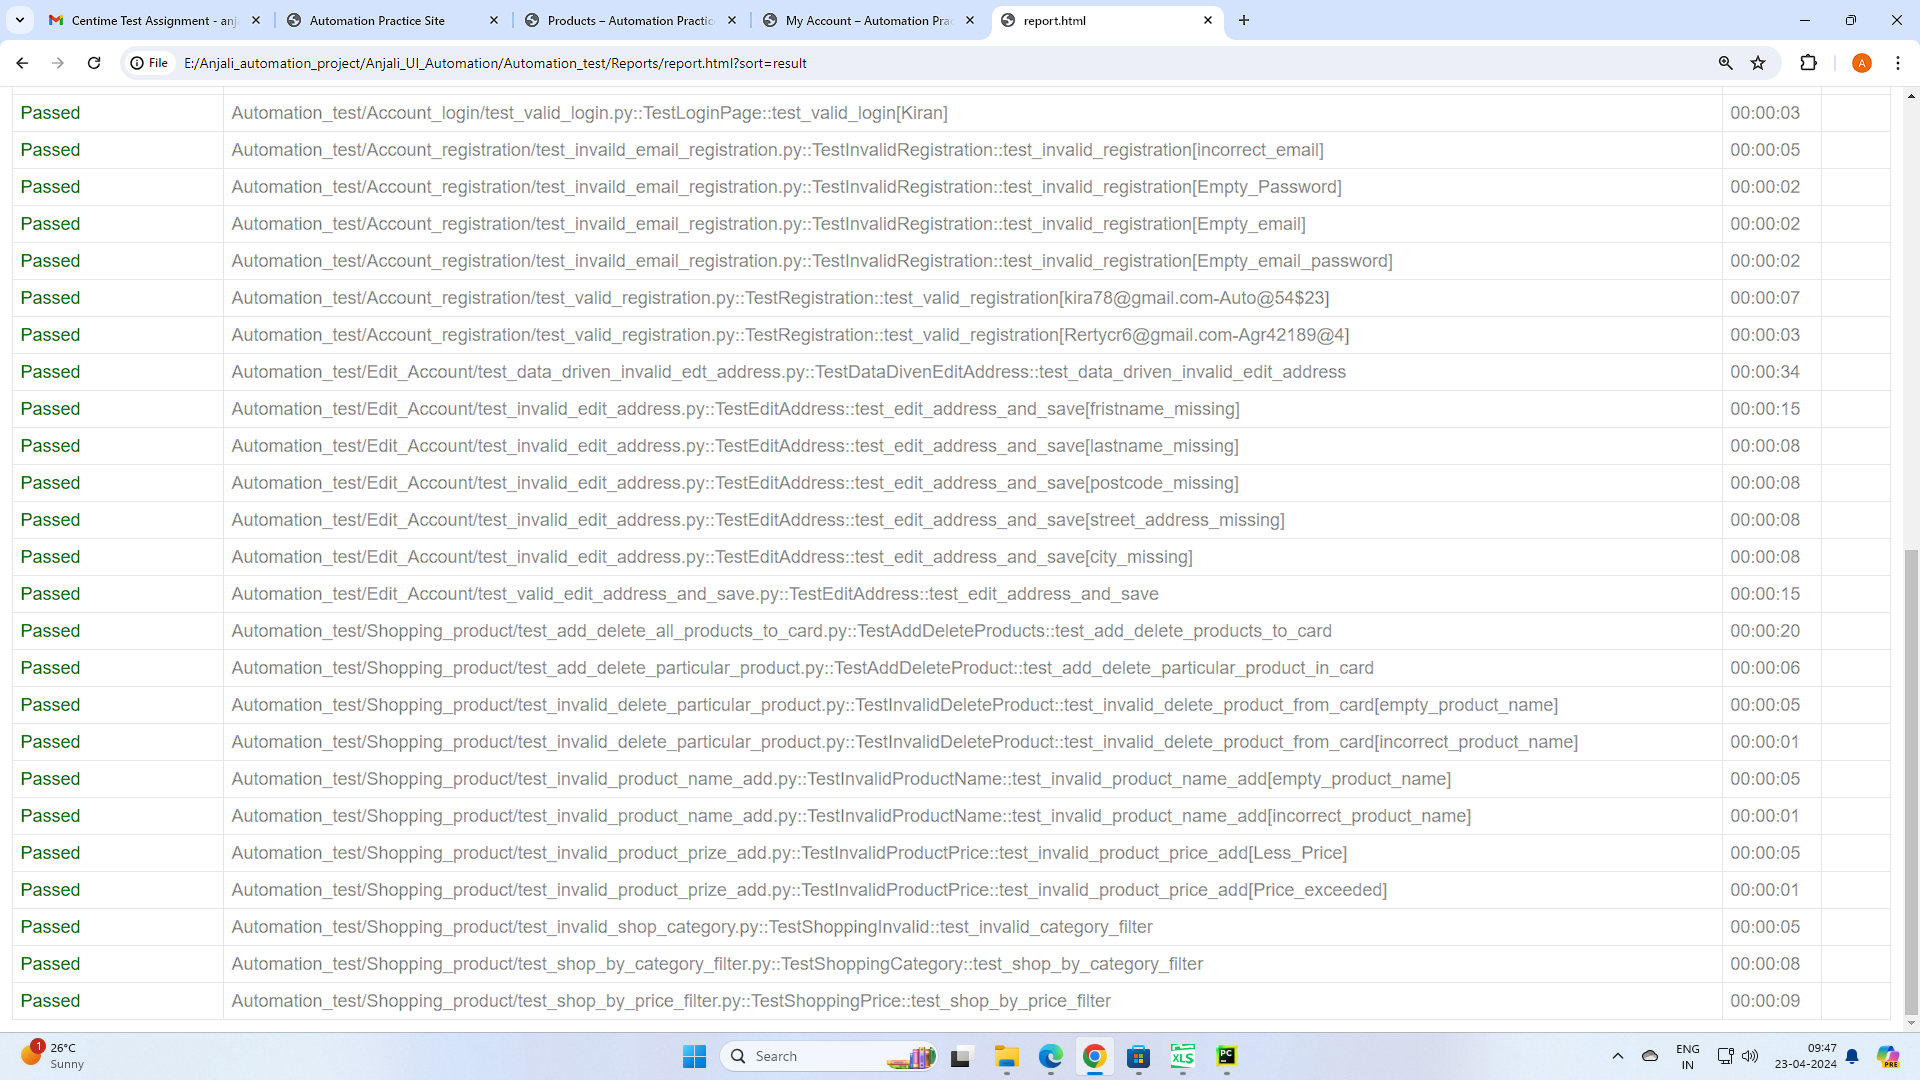 Centime Test Assignment - anj
Automation Practice Site
Products – Automation Practic
My Account – Automation Prac
report.html
File
E:/Anjali_automation_project/Anjali_UI_Automation/Automation_test/Reports/report.html?sort=result
A
Passed Automation_test/Account_login/test_valid_login.py::TestLoginPage::test_valid_login[Kiran] 00:00:03
Passed Automation_test/Account_registration/test_invaild_email_registration.py::TestInvalidRegistration::test_invalid_registration[incorrect_email] 00:00:05
Passed Automation_test/Account_registration/test_invaild_email_registration.py::TestInvalidRegistration::test_invalid_registration[Empty_Password] 00:00:02
Passed Automation_test/Account_registration/test_invaild_email_registration.py::TestInvalidRegistration::test_invalid_registration[Empty_email] 00:00:02
Passed Automation_test/Account_registration/test_invaild_email_registration.py::TestInvalidRegistration::test_invalid_registration[Empty_email_password] 00:00:02
Passed Automation_test/Account_registration/test_valid_registration.py::TestRegistration::test_valid_registration[kira78@gmail.com-Auto@54$23] 00:00:07
Passed Automation_test/Account_registration/test_valid_registration.py::TestRegistration::test_valid_registration[Rertycr6@gmail.com-Agr42189@4] 00:00:03
Passed Automation_test/Edit_Account/test_data_driven_invalid_edt_address.py::TestDataDivenEditAddress::test_data_driven_invalid_edit_address 00:00:34
Passed Automation_test/Edit_Account/test_invalid_edit_address.py::TestEditAddress::test_edit_address_and_save[fristname_missing] 00:00:15
Passed Automation_test/Edit_Account/test_invalid_edit_address.py::TestEditAddress::test_edit_address_and_save[lastname_missing] 00:00:08
Passed Automation_test/Edit_Account/test_invalid_edit_address.py::TestEditAddress::test_edit_address_and_save[postcode_missing] 00:00:08
Passed Automation_test/Edit_Account/test_invalid_edit_address.py::TestEditAddress::test_edit_address_and_save[street_address_missing] 00:00:08
Passed Automation_test/Edit_Account/test_invalid_edit_address.py::TestEditAddress::test_edit_address_and_save[city_missing] 00:00:08
Passed Automation_test/Edit_Account/test_valid_edit_address_and_save.py::TestEditAddress::test_edit_address_and_save 00:00:15
Passed Automation_test/Shopping_product/test_add_delete_all_products_to_card.py::TestAddDeleteProducts::test_add_delete_products_to_card 00:00:20
Passed Automation_test/Shopping_product/test_add_delete_particular_product.py::TestAddDeleteProduct::test_add_delete_particular_product_in_card 00:00:06
Passed Automation_test/Shopping_product/test_invalid_delete_particular_product.py::TestInvalidDeleteProduct::test_invalid_delete_product_from_card[empty_product_name] 00:00:05
Passed Automation_test/Shopping_product/test_invalid_delete_particular_product.py::TestInvalidDeleteProduct::test_invalid_delete_product_from_card[incorrect_product_name] 00:00:01
Passed Automation_test/Shopping_product/test_invalid_product_name_add.py::TestInvalidProductName::test_invalid_product_name_add[empty_product_name] 00:00:05
Passed Automation_test/Shopping_product/test_invalid_product_name_add.py::TestInvalidProductName::test_invalid_product_name_add[incorrect_product_name] 00:00:01
Passed Automation_test/Shopping_product/test_invalid_product_prize_add.py::TestInvalidProductPrice::test_invalid_product_price_add[Less_Price] 00:00:05
Passed Automation_test/Shopping_product/test_invalid_product_prize_add.py::TestInvalidProductPrice::test_invalid_product_price_add[Price_exceeded] 00:00:01
Passed Automation_test/Shopping_product/test_invalid_shop_category.py::TestShoppingInvalid::test_invalid_category_filter 00:00:05
Passed Automation_test/Shopping_product/test_shop_by_category_filter.py::TestShoppingCategory::test_shop_by_category_filter 00:00:08
Passed Automation_test/Shopping_product/test_shop_by_price_filter.py::TestShoppingPrice::test_shop_by_price_filter 00:00:09
1
26°C
Sunny
Search
XLS
PC
ENG
IN
09:47
23-04-2024
PRE